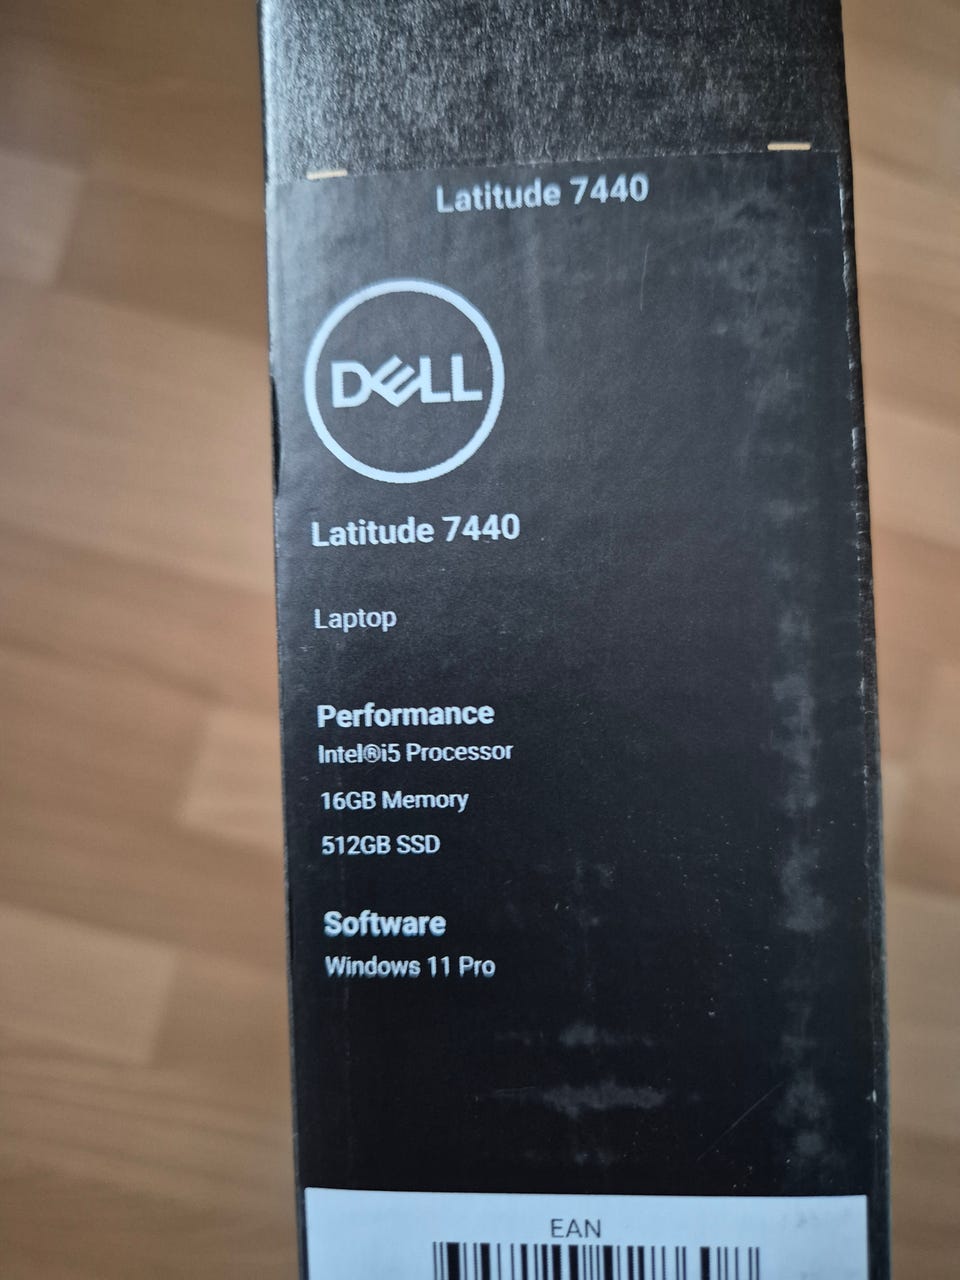 Latitude 7440
DELL
Latitude 7440
Laptop
Performance
Intel®i5 Processor
16GB Memory
512GB SSD
Software
Windows 11 Pro
EAN